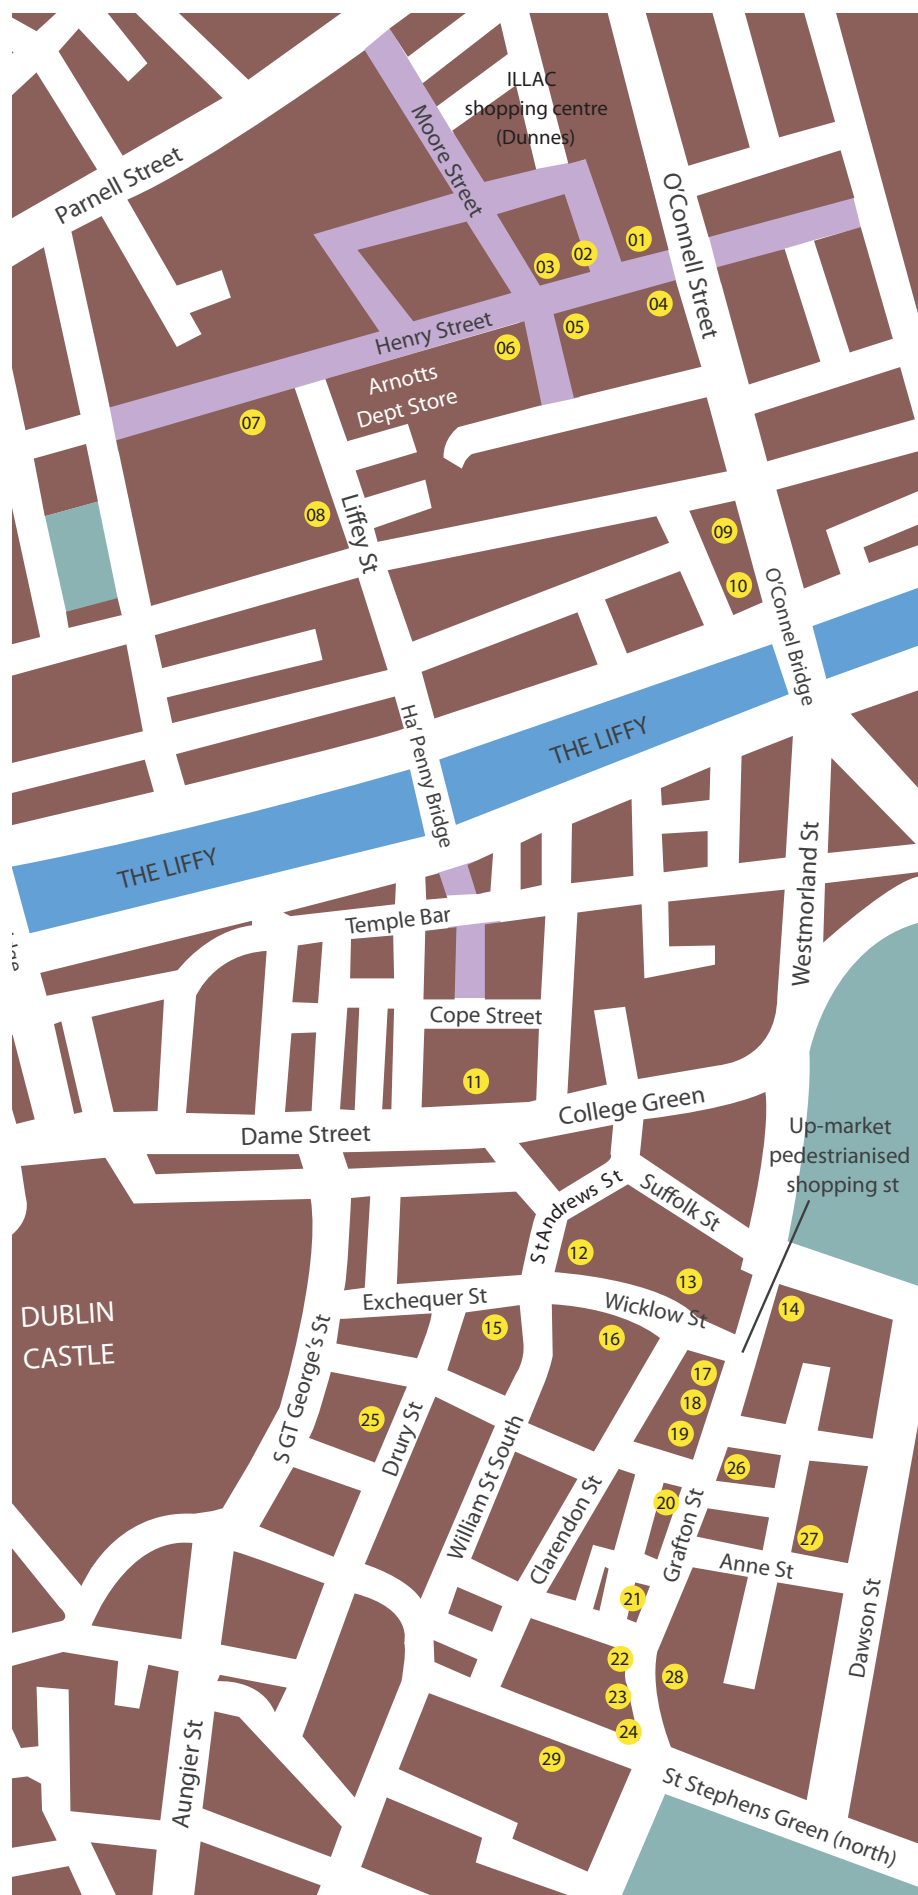 ILLAC
shopping centre
(Dunnes)
Moore Street
Parnell Street
O'Connell Street
01
02
03
04
05
06
Henry Street
Arnotts
Dept Store
07
08
Liffey St
09
10
O'Connel Bridge
Ha' Penny Bridge
THE LIFFY
THE LIFFY
Westmorland St
Temple Bar
dge
Cope Street
11
College Green
Dame Street
Up-market
pedestrianised
shopping st
St Andrews St
Suffolk St
12
13
14
Exchequer St
Wicklow St
DUBLIN
CASTLE
15
16
17
18
19
S GT George's St
25
Drury St
William St South
Clarendon St
20
26
Grafton St
27
Anne St
21
Dawson St
22
28
23
24
29
Aungier St
St Stephens Green (north)